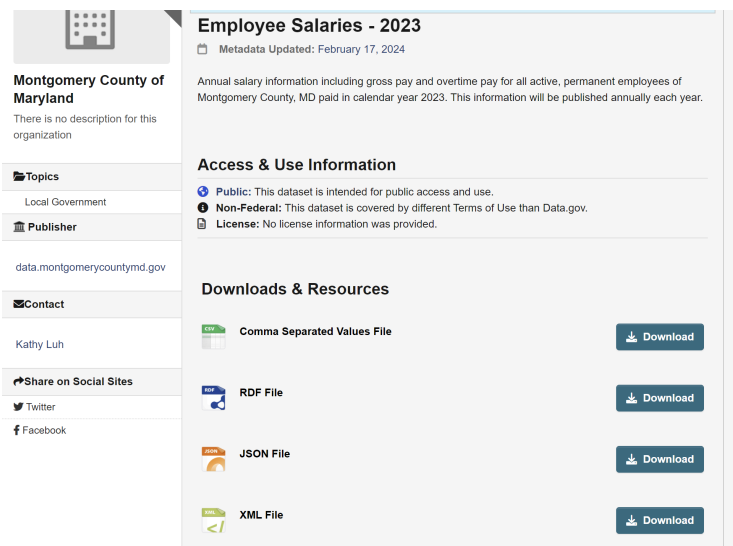 Employee Salaries - 2023
Metadata Updated: February 17, 2024
Annual salary information including gross pay and overtime pay for all active, permanent employees of
Montgomery County, MD paid in calendar year 2023. This information will be published annually each year.
Montgomery County of
Maryland
There is no description for this
organization
Topics
Local Government
Publisher
data.montgomerycountymd.gov
Contact
Kathy Luh
Share on Social Sites
Twitter
Facebook
Access & Use Information
Public: This dataset is intended for public access and use.
Non-Federal: This dataset is covered by different Terms of Use than Data.gov.
License: No license information was provided.
Downloads & Resources
CSV
Comma Separated Values File
Download
RDF
RDF File
Download
JSON
JSON File
Download
XML
</
XML File
Download